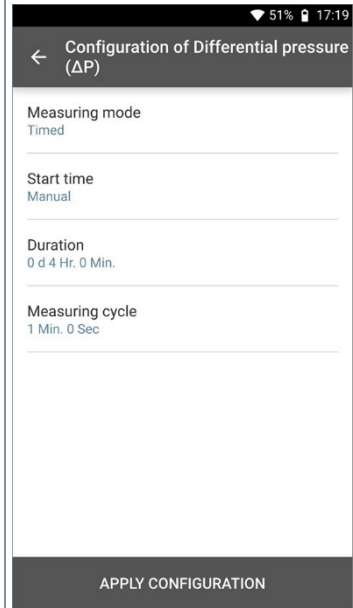 51% 17:19
Configuration of Differential pressure
(ΔP)
Measuring mode
Timed
Start time
Manual
Duration
0 d 4 Hr. 0 Min.
Measuring cycle
1 Min. 0 Sec
APPLY CONFIGURATION